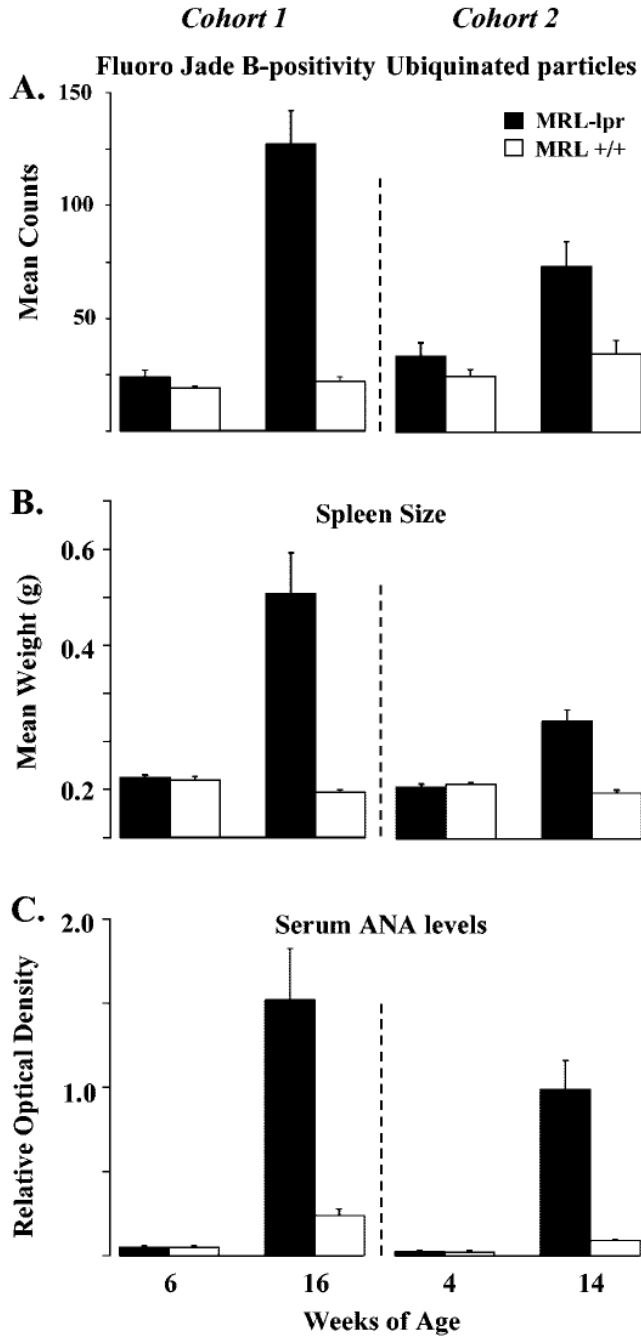 Cohort 1 Cohort 2
Fluoro Jade B-positivity Ubiquinated particles
A.
150
100
50
Mean Counts
MRL-lpr
MRL +/+
B.
Spleen Size
0.6
0.4
0.2
Mean Weight (g)
C.
Serum ANA levels
2.0
1.0
Relative Optical Density
6 16 4 14
Weeks of Age